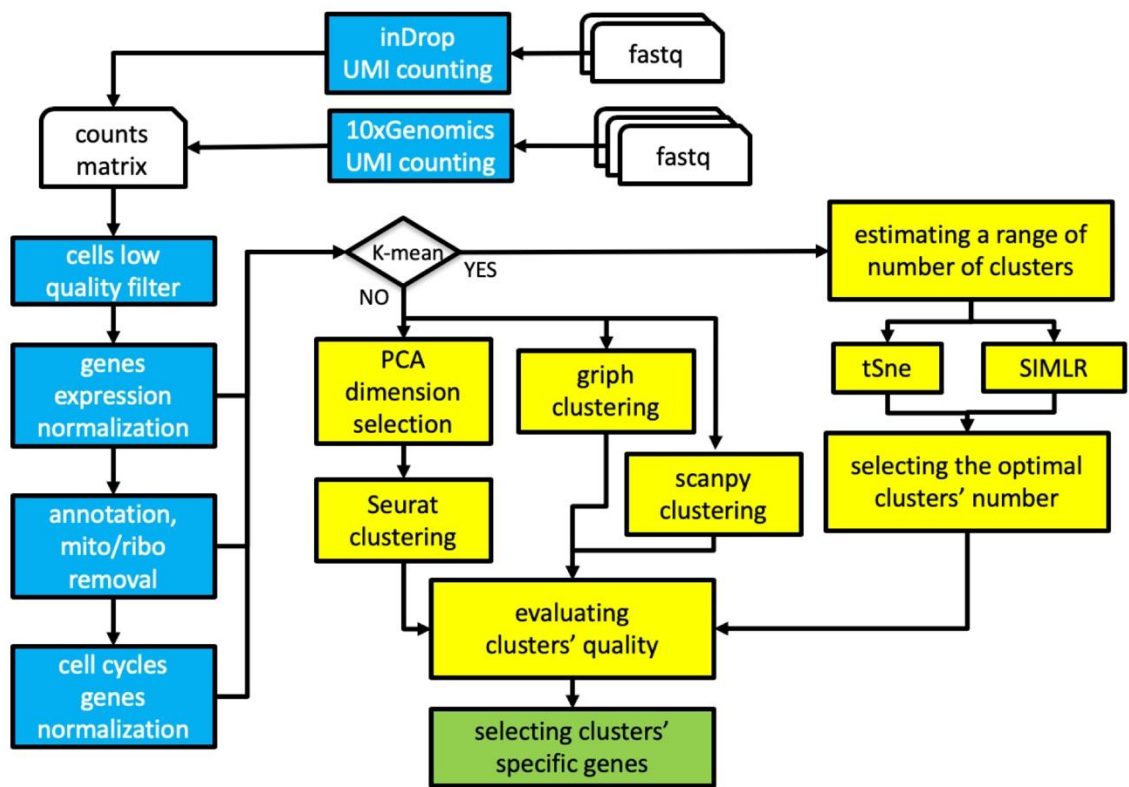 inDrop
UMI counting
fastq
counts
matrix
10xGenomics
UMI counting
fastq
cells low
quality filter
K-mean
YES
NO
estimating a range of
number of clusters
genes
expression
normalization
PCA
dimension
selection
griph
clustering
tSne
SIMLR
scanpy
clustering
selecting the optimal
clusters’ number
annotation,
mito/ribo
removal
Seurat
clustering
evaluating
clusters’ quality
cell cycles
genes
normalization
selecting clusters’
specific genes